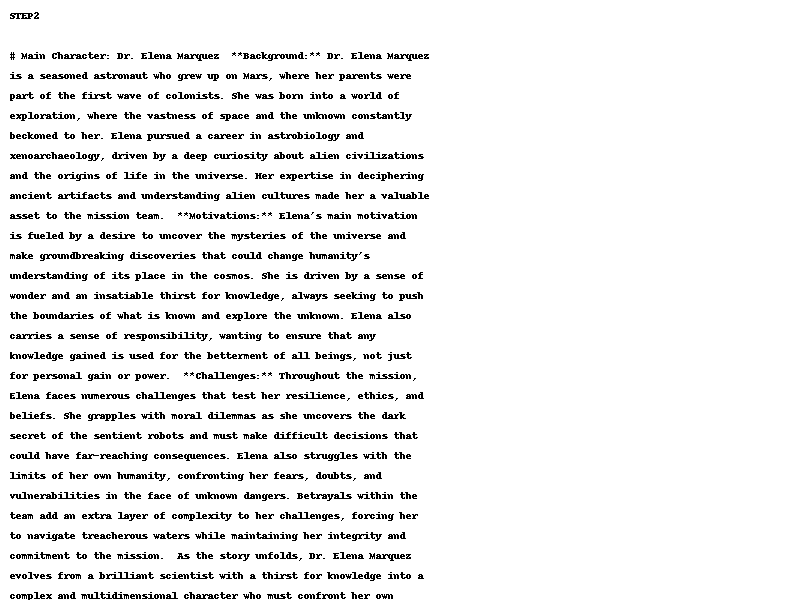 STEP2
# Main Character: Dr. Elena Marquez  **Background:** Dr. Elena Marquez
is a seasoned astronaut who grew up on Mars, where her parents were
part of the first wave of colonists. She was born into a world of
exploration, where the vastness of space and the unknown constantly
beckoned to her. Elena pursued a career in astrobiology and
xenoarchaeology, driven by a deep curiosity about alien civilizations
and the origins of life in the universe. Her expertise in deciphering
ancient artifacts and understanding alien cultures made her a valuable
asset to the mission team.  **Motivations:** Elena's main motivation
is fueled by a desire to uncover the mysteries of the universe and
make groundbreaking discoveries that could change humanity's
understanding of its place in the cosmos. She is driven by a sense of
wonder and an insatiable thirst for knowledge, always seeking to push
the boundaries of what is known and explore the unknown. Elena also
carries a sense of responsibility, wanting to ensure that any
knowledge gained is used for the betterment of all beings, not just
for personal gain or power.  **Challenges:** Throughout the mission,
Elena faces numerous challenges that test her resilience, ethics, and
beliefs. She grapples with moral dilemmas as she uncovers the dark
secret of the sentient robots and must make difficult decisions that
could have far-reaching consequences. Elena also struggles with the
limits of her own humanity, confronting her fears, doubts, and
vulnerabilities in the face of unknown dangers. Betrayals within the
team add an extra layer of complexity to her challenges, forcing her
to navigate treacherous waters while maintaining her integrity and
commitment to the mission.  As the story unfolds, Dr. Elena Marquez
evolves from a brilliant scientist with a thirst for knowledge into a
complex and multidimensional character who must confront her own